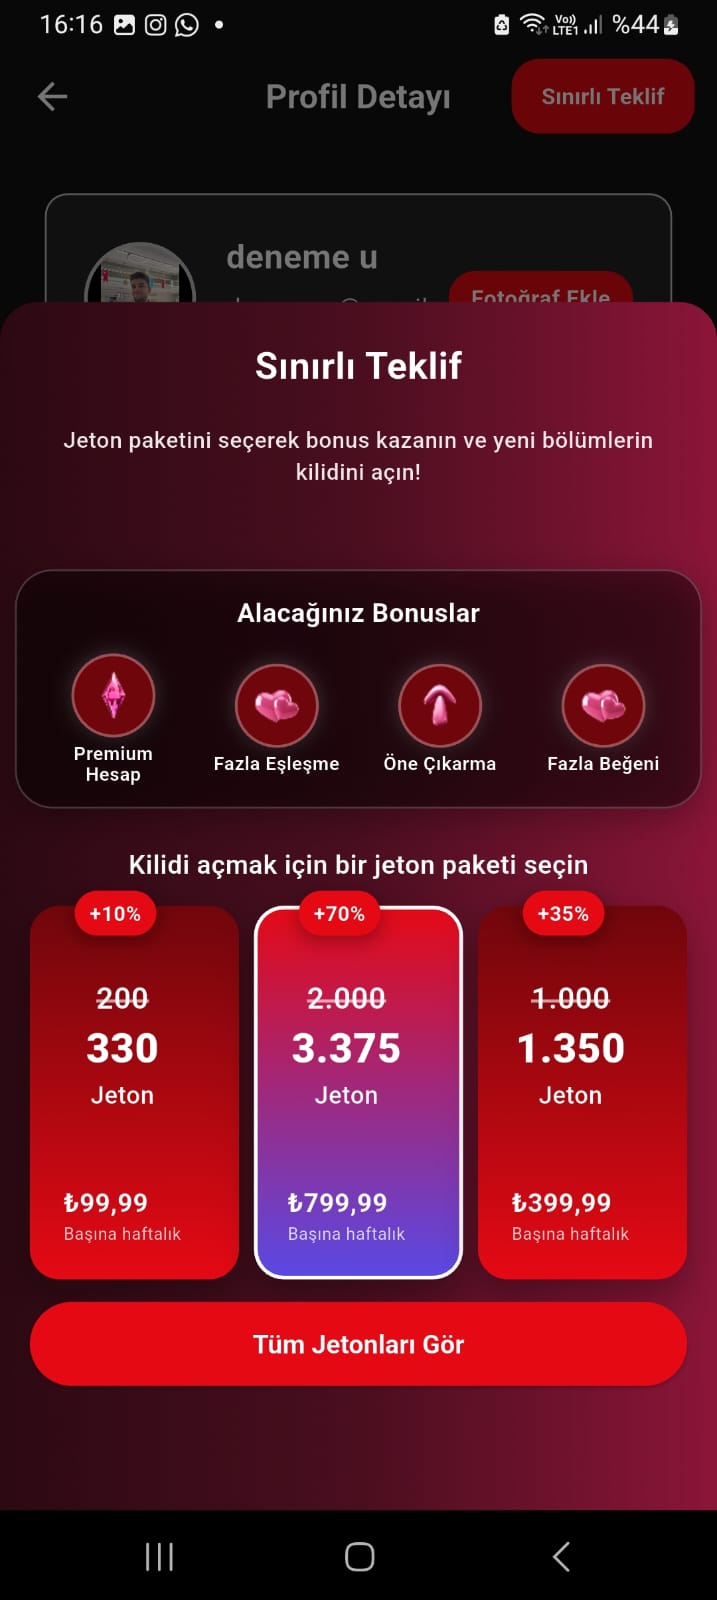 16:16
Vo))
LTE1
%44
Profil Detayı
Sınırlı Teklif
deneme u
Fotoğraf Ekle
Sınırlı Teklif
Jeton paketini seçerek bonus kazanın ve yeni bölümlerin
kilidini açın!
Alacağınız Bonuslar
Premium
Hesap
Fazla Eşleşme
Öne Çıkarma
Fazla Beğeni
Kilidi açmak için bir jeton paketi seçin
+10%
200
330
Jeton
₺99,99
Başına haftalık
+70%
2.000
3.375
Jeton
₺799,99
Başına haftalık
+35%
1.000
1.350
Jeton
₺399,99
Başına haftalık
Tüm Jetonları Gör